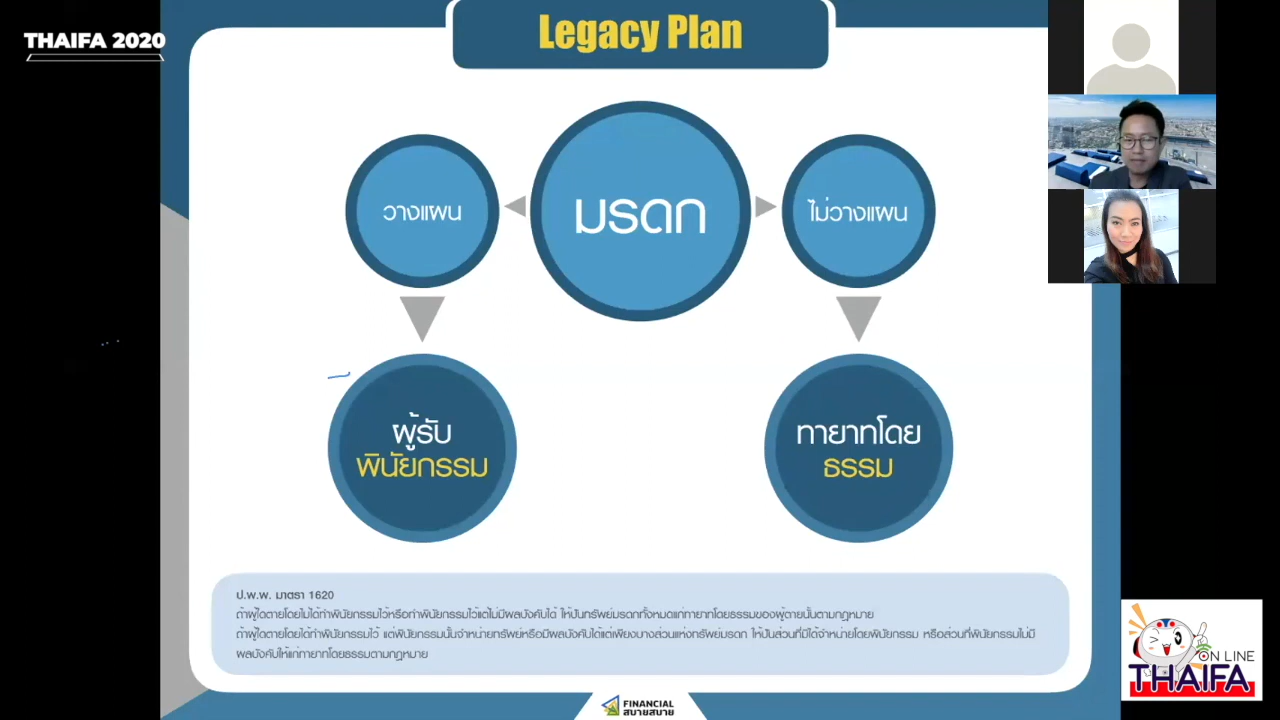 THAIFA 2020
Legacy Plan
วางแผน
มรดก
ไม่วางแผน
ผู้รับ
พินัยกรรม
ทายาทโดย
ธรรม
ป.พ.พ. มาตรา 1620
ถ้าผู้ใดตายโดยไม่ได้ทำพินัยกรรมไว้หรือทำพินัยกรรมไว้แต่ไม่มีผลบังคับได้ ให้ปันทรัพย์มรดกทั้งหมดแก่ทายาทโดยธรรมของผู้ตายนั้นตามกฎหมาย
ถ้าผู้ใดตายโดยได้ทำพินัยกรรมไว้ แต่พินัยกรรมนั้นจำหน่ายทรัพย์หรือมีผลบังคับได้แต่เพียงบางส่วนแห่งทรัพย์มรดก ให้ปันส่วนที่มิได้จำหน่ายโดยพินัยกรรม หรือส่วนที่พินัยกรรมไม่มี
ผลบังคับให้แก่ทายาทโดยธรรมตามกฎหมาย
FINANCIAL
สบายสบาย
ON LINE
THAIFA